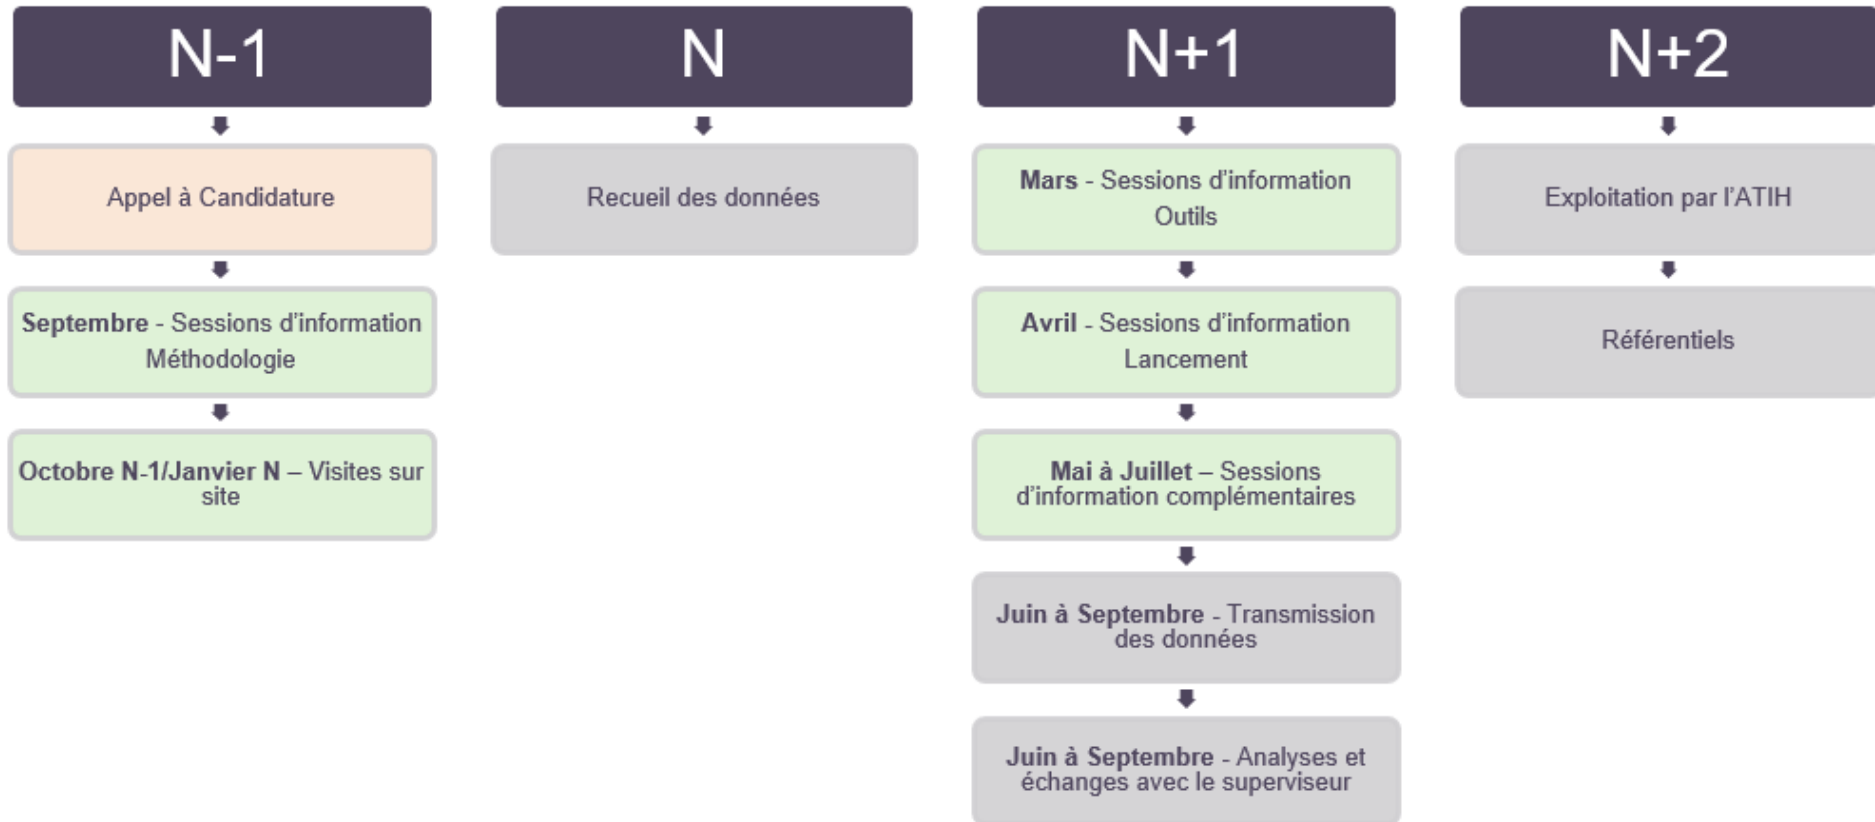 N-1
Appel à Candidature
Septembre - Sessions d'information
Méthodologie
Octobre N-1/Janvier N – Visites sur
site
N
Recueil des données
N+1
Mars - Sessions d'information
Outils
Avril - Sessions d'information
Lancement
Mai à Juillet – Sessions
d'information complémentaires
Juin à Septembre - Transmission
des données
Juin à Septembre - Analyses et
échanges avec le superviseur
N+2
Exploitation par l'ATIH
Référentiels